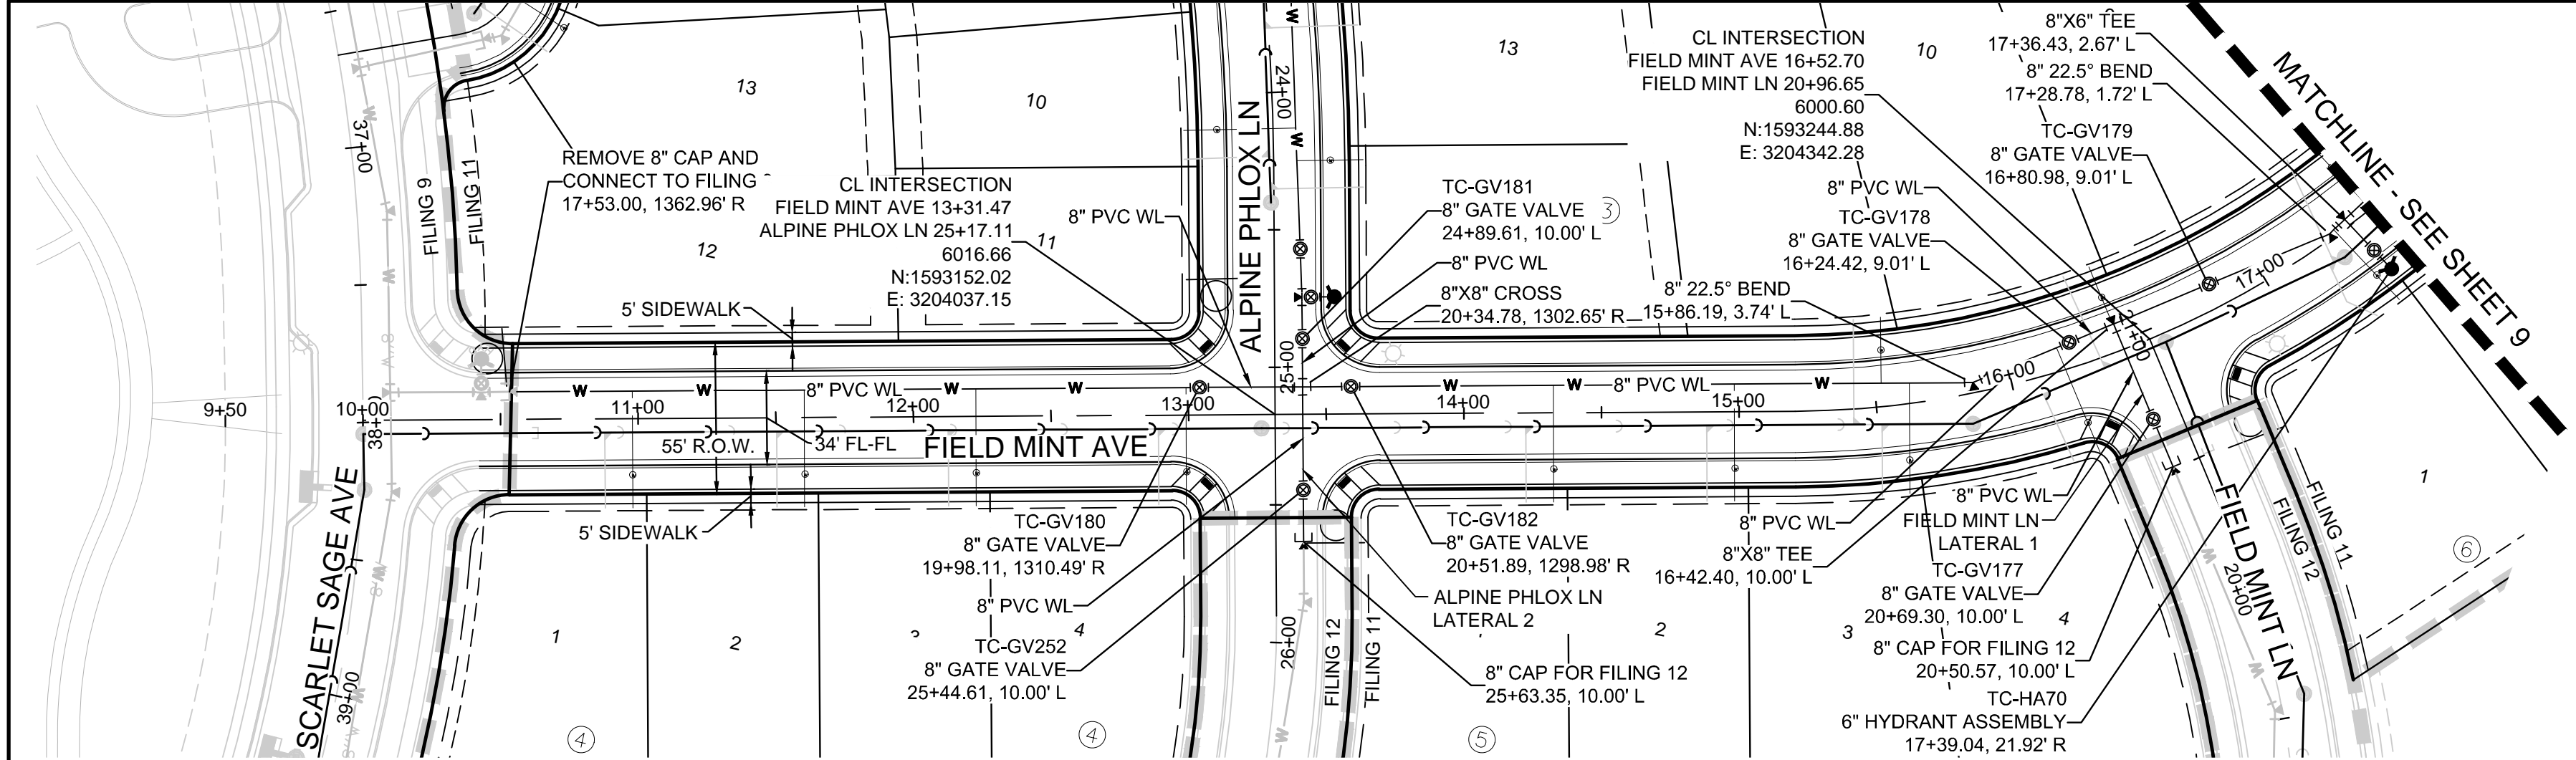 REMOVE 8" CAP AND
CONNECT TO FILING
17+53.00, 1362.96' R
CL INTERSECTION
FIELD MINT AVE 13+31.47
ALPINE PHLOX LN 25+17.11
6016.66
N:1593152.02
E: 3204037.15
8" PVC WL
ALPINE PHLOX LN
24+00
25+00
26+00
TC-GV181
8" GATE VALVE
24+89.61, 10.00' L
8" PVC WL
8"X8" CROSS
20+34.78, 1302.65' R
CL INTERSECTION
FIELD MINT AVE 16+52.70
FIELD MINT LN 20+96.65
6000.60
N:1593244.88
E: 3204342.28
8" PVC WL
TC-GV178
8" GATE VALVE
16+24.42, 9.01' L
8" 22.5° BEND
15+86.19, 3.74' L
8"X6" TEE
17+36.43, 2.67' L
8" 22.5° BEND
17+28.78, 1.72' L
TC-GV179
8" GATE VALVE
16+80.98, 9.01' L
MATCHLINE - SEE SHEET 9
FILING 9
FILING 11
37+00
38+
39+00
SCARLET SAGE AVE
8"W
8"W
8"W
5' SIDEWALK
9+50
10+00
11+00
12+00
13+00
14+00
15+00
16+00
17+00
W
W
8" PVC WL
W
W
W
W
8" PVC WL
W
55' R.O.W.
34' FL-FL
FIELD MINT AVE
5' SIDEWALK
TC-GV180
8" GATE VALVE
19+98.11, 1310.49' R
8" PVC WL
TC-GV252
8" GATE VALVE
25+44.61, 10.00' L
TC-GV182
8" GATE VALVE
20+51.89, 1298.98' R
ALPINE PHLOX LN
LATERAL 2
8" CAP FOR FILING 12
25+63.35, 10.00' L
FILING 12
FILING 11
8" PVC WL
8"X8" TEE
16+42.40, 10.00' L
8" PVC WL
FIELD MINT LN
LATERAL 1
TC-GV177
8" GATE VALVE
20+69.30, 10.00' L
8" CAP FOR FILING 12
20+50.57, 10.00' L
TC-HA70
6" HYDRANT ASSEMBLY
17+39.04, 21.92' R
FIELD MINT LN
20+00
FILING 12
FILING 11
13
10
12
11
13
10
3
1
2
4
4
4
5
2
3
4
1
6